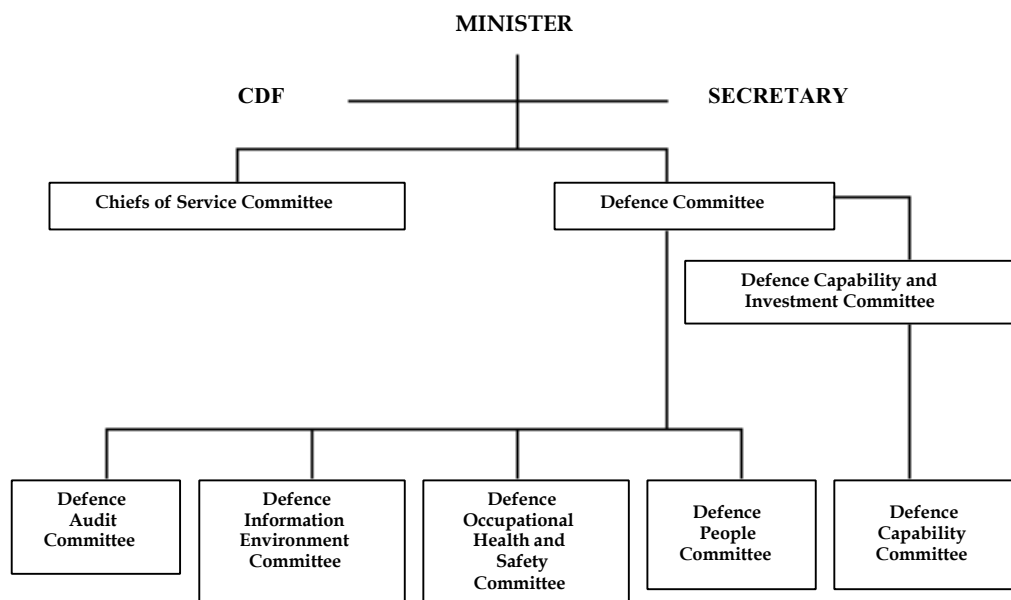 MINISTER
CDF
SECRETARY
Chiefs of Service Committee
Defence Committee
Defence Capability and
Investment Committee
Defence
Audit
Committee
Defence
Information
Environment
Committee
Defence
Occupational
Health and
Safety
Committee
Defence
People
Committee
Defence
Capability
Committee